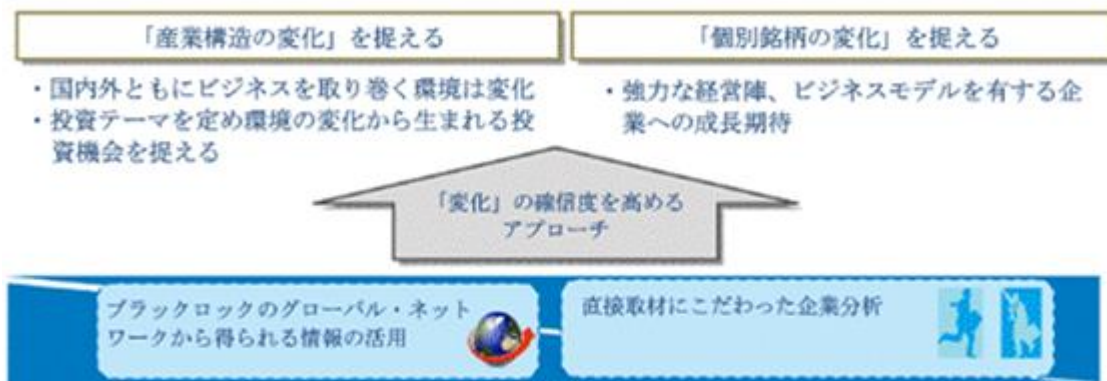 「産業構造の変化」を捉える
・国内外ともにビジネスを取り巻く環境は変化
・投資テーマを定め環境の変化から生まれる投
資機会を捉える
「個別銘柄の変化」を捉える
・強力な経営陣、ビジネスモデルを有する企
業への成長期待
「変化」の確信度を高める
アプローチ
ブラックロックのグローバル・ネット
ワークから得られる情報の活用
直接取材にこだわった企業分析